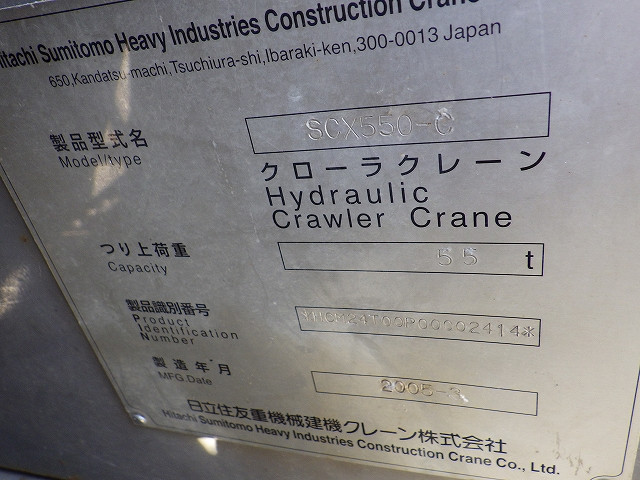 Hitachi Sumitomo Heavy Industries Construction Crane
650,Kandatsu-machi,Tsuchiura-shi,Ibaraki-ken,300-0013 Japan
製品型式名 SCX550-C
Model/type
クローラクレーン
Hydraulic
Crawler Crane
つり上荷重 55 t
Capacity
製品識別番号
Product
Identification
Number
製造年月 2005-3
MFG.Date
日立住友重機械建機クレーン株式会社
Hitachi Sumitomo Heavy Industries Construction Crane Co., Ltd.